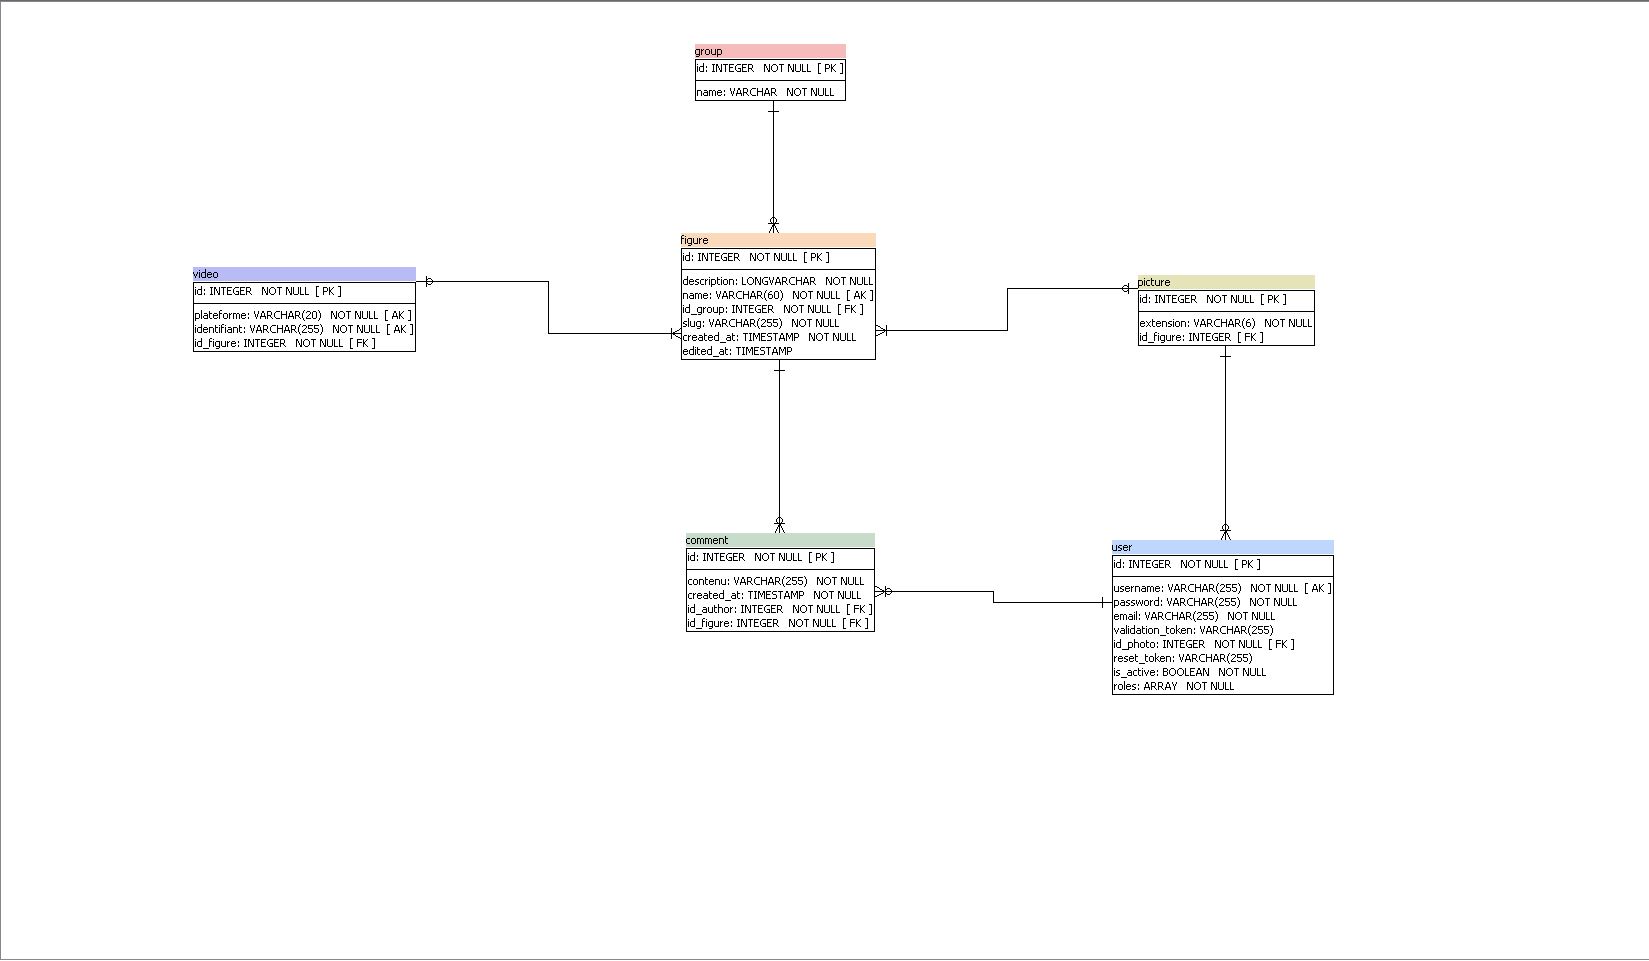 group
id: INTEGER NOT NULL [ PK ]
name: VARCHAR NOT NULL
figure
id: INTEGER NOT NULL [ PK ]
description: LONGVARCHAR NOT NULL
name: VARCHAR(60) NOT NULL [ AK ]
id_group: INTEGER NOT NULL [ FK ]
slug: VARCHAR(255) NOT NULL
created_at: TIMESTAMP NOT NULL
edited_at: TIMESTAMP
video
id: INTEGER NOT NULL [ PK ]
plateforme: VARCHAR(20) NOT NULL [ AK ]
identifiant: VARCHAR(255) NOT NULL [ AK ]
id_figure: INTEGER NOT NULL [ FK ]
picture
id: INTEGER NOT NULL [ PK ]
extension: VARCHAR(6) NOT NULL
id_figure: INTEGER [ FK ]
comment
id: INTEGER NOT NULL [ PK ]
contenu: VARCHAR(255) NOT NULL
created_at: TIMESTAMP NOT NULL
id_author: INTEGER NOT NULL [ FK ]
id_figure: INTEGER NOT NULL [ FK ]
user
id: INTEGER NOT NULL [ PK ]
username: VARCHAR(255) NOT NULL [ AK ]
password: VARCHAR(255) NOT NULL
email: VARCHAR(255) NOT NULL
validation_token: VARCHAR(255)
id_photo: INTEGER NOT NULL [ FK ]
reset_token: VARCHAR(255)
is_active: BOOLEAN NOT NULL
roles: ARRAY NOT NULL